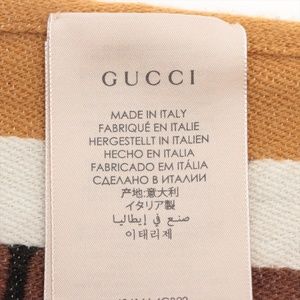 GUCCI
MADE IN ITALY
FABRIQUÉ EN ITALIE
HERGESTELLT IN ITALIEN
HECHO EN ITALIA
FABRICADO EM ITÁLIA
СДЕЛАНО В ИТАЛИИ
产地:意大利
イタリア製
صنع في إيطاليا
이태리제